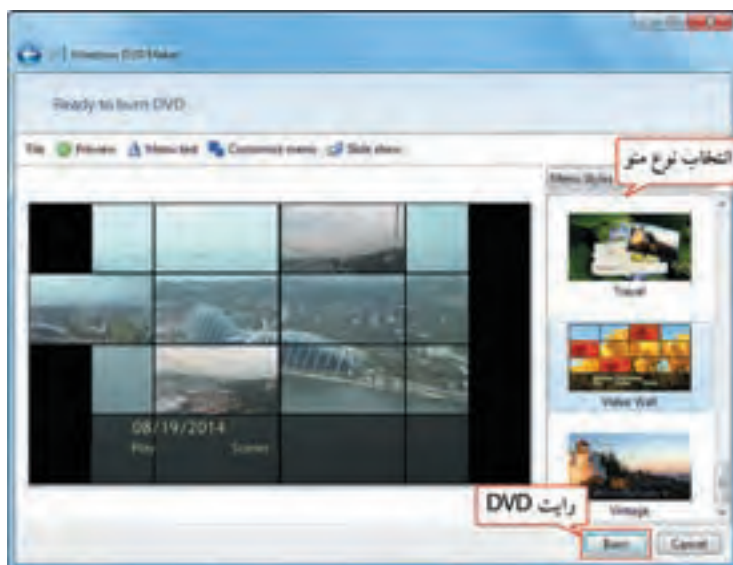 Windows DVD Maker
Ready to burn DVD
File Preview Menu text Customize menu Slide show
انتخاب نوع منو
Menu Styles
Travel
Video Wall
08/19/2014
Play Scenes
رایت DVD
Vintage
Burn Cancel